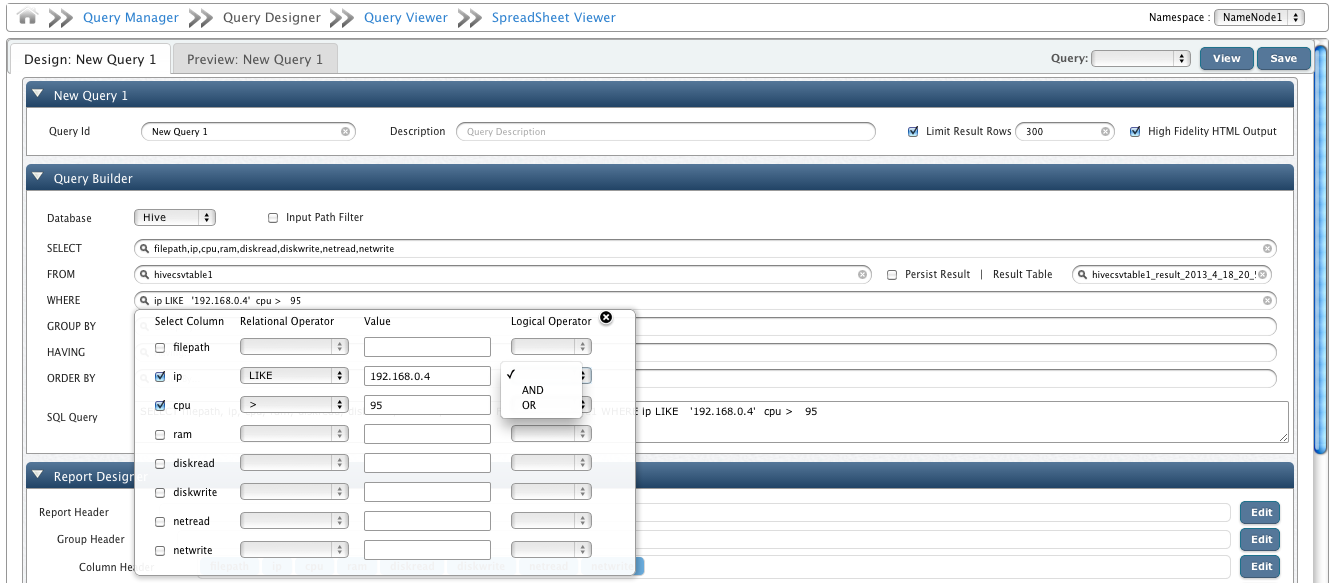 Query Manager Query Designer Query Viewer SpreadSheet Viewer Namespace : NameNode1
Design: New Query 1 Preview: New Query 1 Query: View Save
New Query 1
Query Id New Query 1 Description Query Description Limit Result Rows 300 High Fidelity HTML Output
Query Builder
Database Hive Input Path Filter
SELECT filepath,ip,cpu,ram,diskread,diskwrite,netread,netwrite
FROM hivecsvtable1 Persist Result | Result Table hivecsvtable1_result_2013_4_18_20_
WHERE ip LIKE '192.168.0.4' cpu > 95
GROUP BY
HAVING
ORDER BY
SQL Query WHERE ip LIKE '192.168.0.4' cpu > 95
Select Column Relational Operator Value Logical Operator
filepath
ip LIKE 192.168.0.4
AND
cpu > 95 OR
ram
diskread
diskwrite
netread
netwrite
Report Designer
Report Header Edit
Group Header Edit
Column Header Edit
filepath ip cpu ram diskread diskwrite netread netwrite